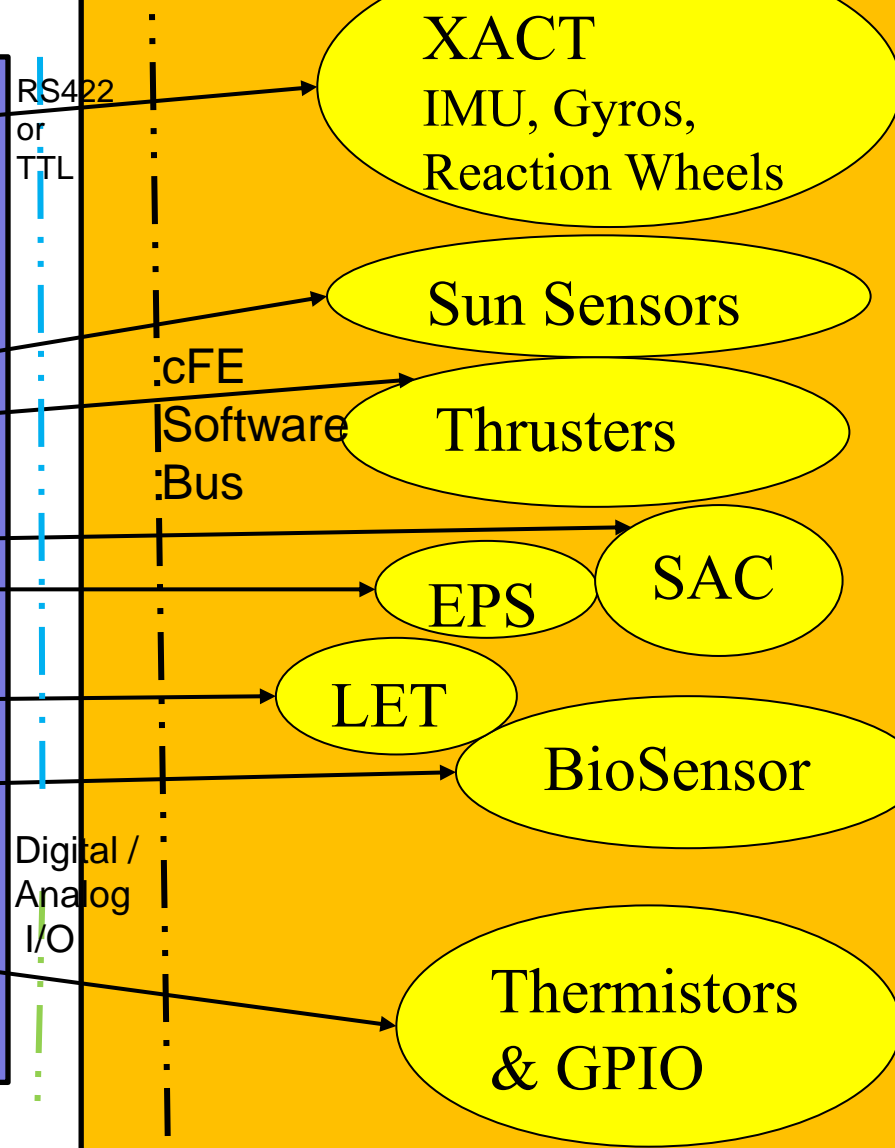 XACT
IMU, Gyros,
Reaction Wheels
RS422
or
TTL
Sun Sensors
cFE
Software
Bus
Thrusters
SAC
EPS
LET
BioSensor
Digital /
Analog
I/O
Thermistors
& GPIO